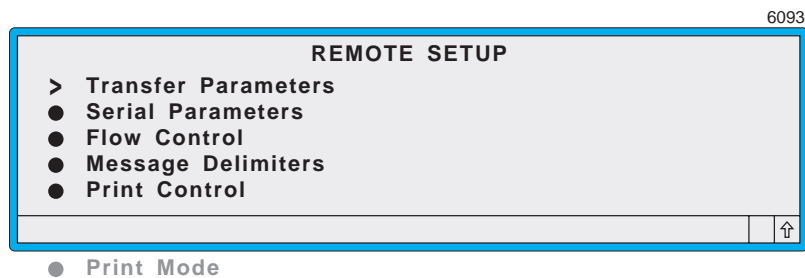 6093
REMOTE SETUP
> Transfer Parameters
● Serial Parameters
● Flow Control
● Message Delimiters
● Print Control
⇧
● Print Mode